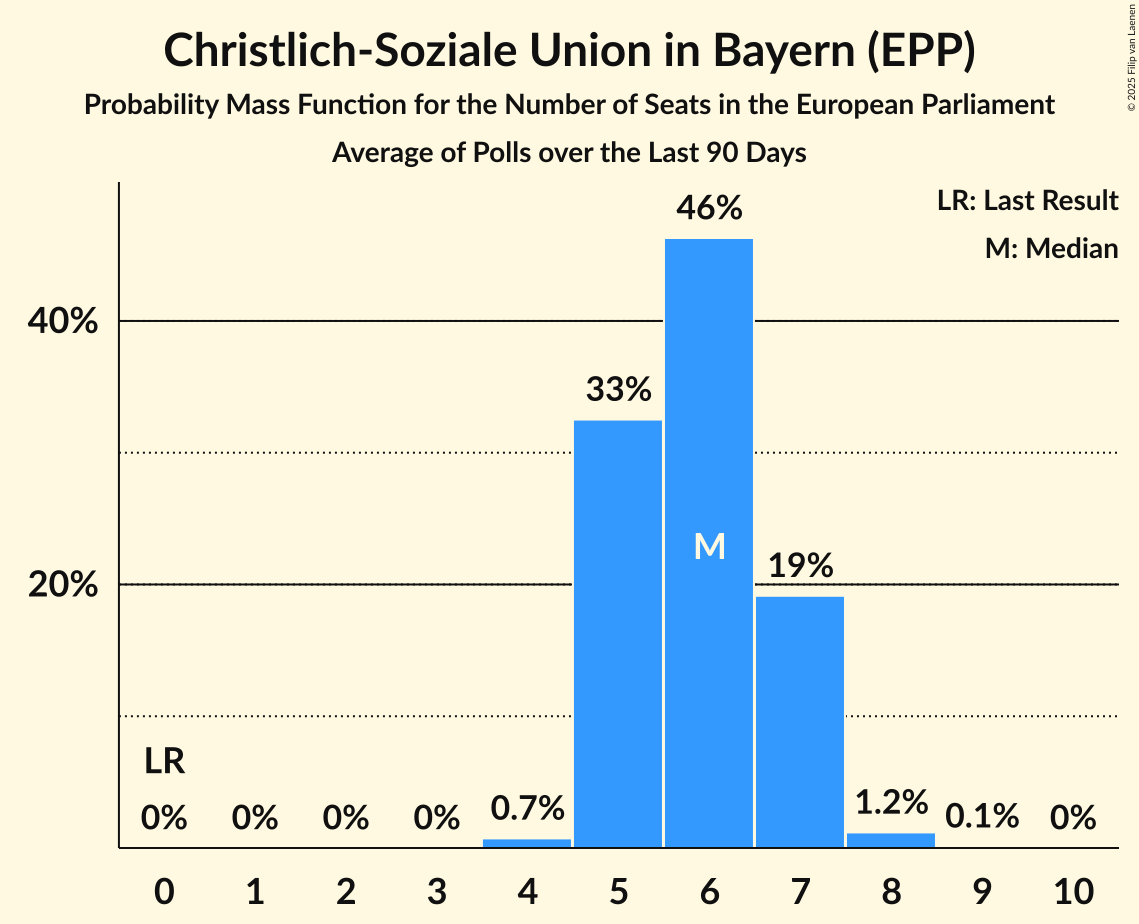 Christlich-Soziale Union in Bayern (EPP)
Probability Mass Function for the Number of Seats in the European Parliament
Average of Polls over the Last 90 Days
© 2025 Filip van Laenen
LR: Last Result
M: Median
46%
40%
33%
M
19%
20%
LR
0% 0% 0% 0% 0.7% 1.2% 0.1% 0%
0 1 2 3 4 5 6 7 8 9 10